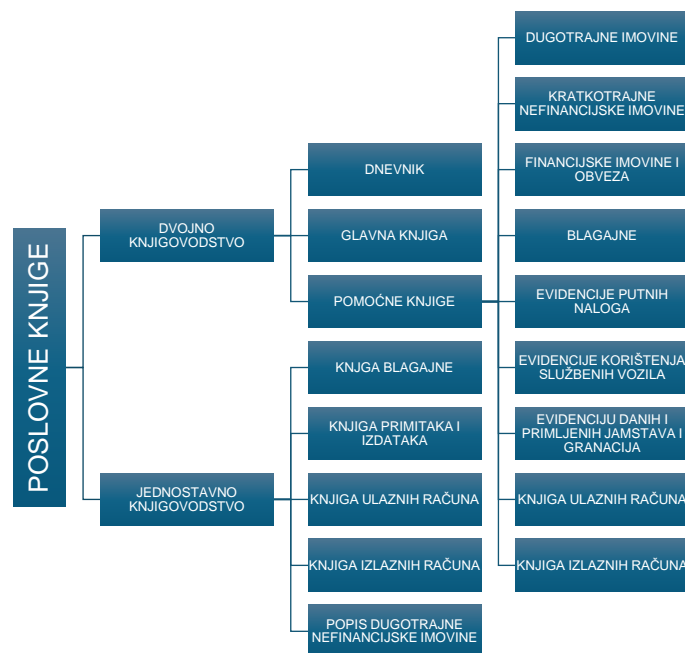 POSLOVNE KNJIGE
DVOJNO
KNJIGOVODSTVO
DNEVNIK
GLAVNA KNJIGA
POMOĆNE KNJIGE
DUGOTRAJNE IMOVINE
KRATKOTRAJNE
NEFINANCIJSKE IMOVINE
FINANCIJSKE IMOVINE I
OBVEZA
BLAGAJNE
EVIDENCIJE PUTNIH
NALOGA
EVIDENCIJE KORIŠTENJA
SLUŽBENIH VOZILA
EVIDENCIJU DANIH I
PRIMLJENIH JAMSTAVA I
GRANACIJA
KNJIGA ULAZNIH RAČUNA
KNJIGA IZLAZNIH RAČUNA
JEDNOSTAVNO
KNJIGOVODSTVO
KNJGA BLAGAJNE
KNJIGA PRIMITAKA I
IZDATAKA
KNJIGA ULAZNIH RAČUNA
KNJIGA IZLAZNIH RAČUNA
POPIS DUGOTRAJNE
NEFINANCIJSKE IMOVINE